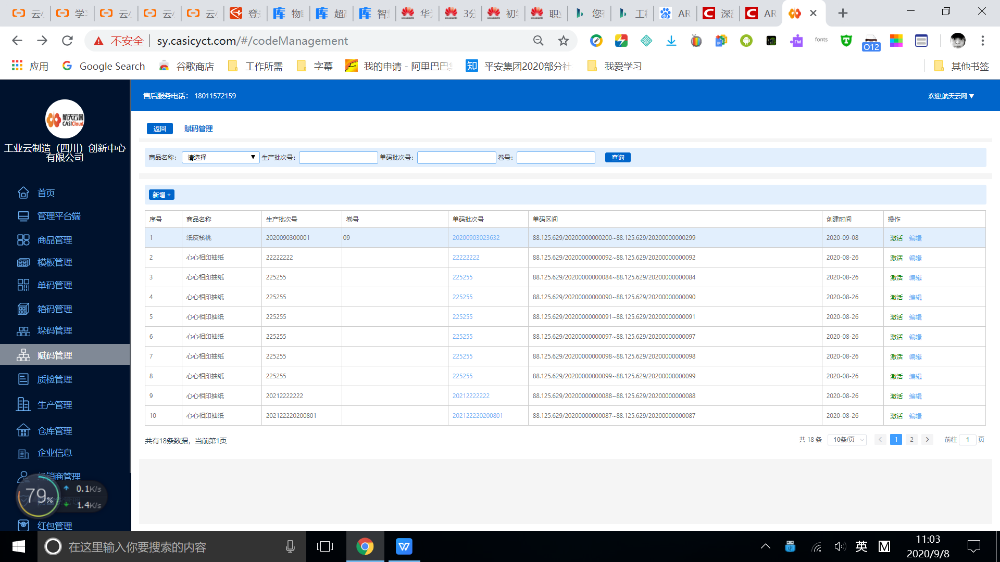 云 学 云 云 云 登 物 超 智 华 3分 初 职 您 工 AR 深 AR
不安全 sy.casicyct.com/#/codeManagement
fonts O12
应用 Google Search 谷歌商店 工作所需 字幕 我的申请 - 阿里巴巴 知 平安集团2020部分社 我爱学习 其他书签
售后服务电话： 18011572159 欢迎,航天云网▼
航天云网
CASICloud
工业云制造（四川）创新中心
有限公司
首页
管理平台端
商品管理
模板管理
单码管理
箱码管理
垛码管理
赋码管理
质检管理
生产管理
仓库管理
企业信息
经销商管理
红包管理
79% 0.1K/s
1.4K/s
返回 赋码管理
商品名称： 请选择 ▼ 生产批次号： 单码批次号： 卷号： 查询
新增 +
序号 商品名称 生产批次号 卷号 单码批次号 单码区间 创建时间 操作
1 纸皮核桃 2020090300001 09 20200903023632 88.125.629/20200000000200~88.125.629/20200000000299 2020-09-08 激活 编辑
2 心心相印抽纸 22222222 22222222 88.125.629/20200000000092~88.125.629/20200000000092 2020-08-26 激活 编辑
3 心心相印抽纸 225255 225255 88.125.629/20200000000084~88.125.629/20200000000084 2020-08-26 激活 编辑
4 心心相印抽纸 225255 225255 88.125.629/20200000000090~88.125.629/20200000000090 2020-08-26 激活 编辑
5 心心相印抽纸 225255 225255 88.125.629/20200000000091~88.125.629/20200000000091 2020-08-26 激活 编辑
6 心心相印抽纸 225255 225255 88.125.629/20200000000097~88.125.629/20200000000097 2020-08-26 激活 编辑
7 心心相印抽纸 225255 225255 88.125.629/20200000000098~88.125.629/20200000000098 2020-08-26 激活 编辑
8 心心相印抽纸 225255 225255 88.125.629/20200000000099~88.125.629/20200000000099 2020-08-26 激活 编辑
9 心心相印抽纸 20212222222 20212222222 88.125.629/20200000000088~88.125.629/20200000000088 2020-08-26 激活 编辑
10 心心相印抽纸 202122220200801 202122220200801 88.125.629/20200000000087~88.125.629/20200000000087 2020-08-26 激活 编辑
共有18条数据，当前第1页 共 18 条 10条/页 1 2 前往 1 页
在这里输入你要搜索的内容 英 M 11:03
2020/9/8